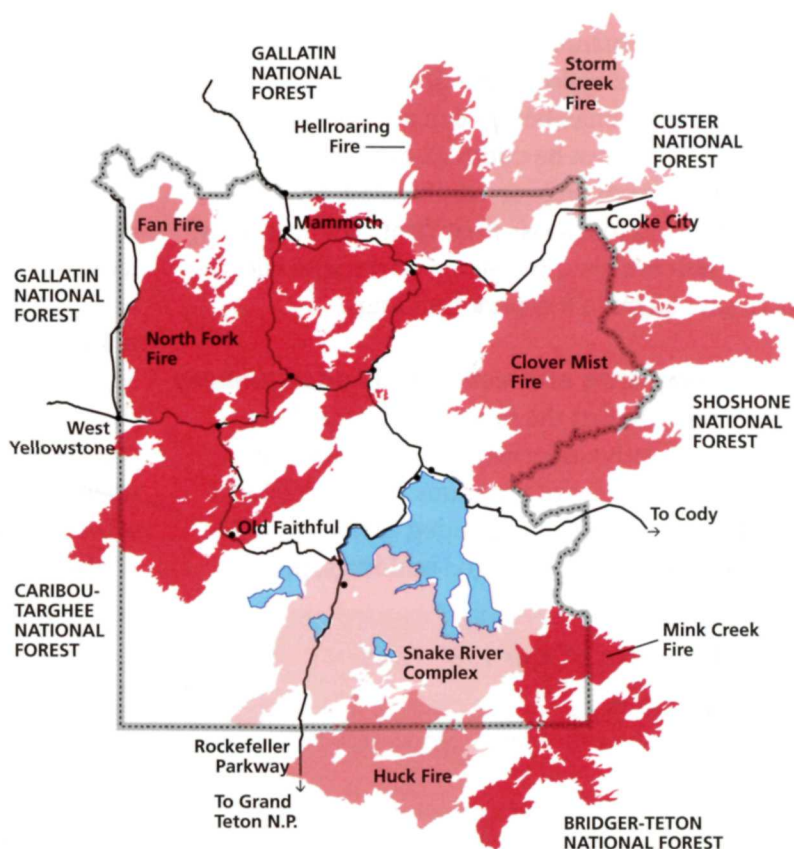 GALLATIN
NATIONAL
FOREST
Storm
Creek
Fire
Hellroaring
Fire
CUSTER
NATIONAL
FOREST
Fan Fire
Mammoth
Cooke City
GALLATIN
NATIONAL
FOREST
North Fork
Fire
Clover Mist
Fire
West
Yellowstone
SHOSHONE
NATIONAL
FOREST
Old Faithful
To Cody
CARIBOU-
TARGHEE
NATIONAL
FOREST
Snake River
Complex
Mink Creek
Fire
Rockefeller
Parkway
To Grand
Teton N.P.
Huck Fire
BRIDGER-TETON
NATIONAL FOREST